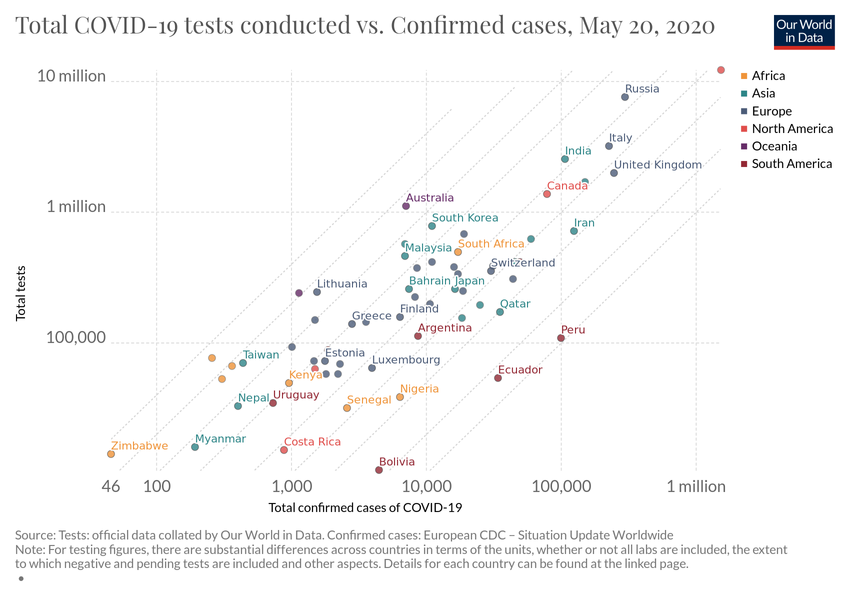 Total COVID-19 tests conducted vs. Confirmed cases, May 20, 2020
Our World
in Data
Africa
Asia
Europe
North America
Oceania
South America
10 million
1 million
100,000
Total tests
Russia
Italy
India
United Kingdom
Canada
Australia
South Korea
Iran
South Africa
Malaysia
Switzerland
Lithuania
Bahrain
Japan
Qatar
Greece
Finland
Argentina
Peru
Taiwan
Estonia
Luxembourg
Ecuador
Kenya
Nigeria
Nepal
Uruguay
Senegal
Zimbabwe
Myanmar
Costa Rica
Bolivia
46
100
1,000
10,000
100,000
1 million
Total confirmed cases of COVID-19
Source: Tests: official data collated by Our World in Data. Confirmed cases: European CDC – Situation Update Worldwide
Note: For testing figures, there are substantial differences across countries in terms of the units, whether or not all labs are included, the extent
to which negative and pending tests are included and other aspects. Details for each country can be found at the linked page.